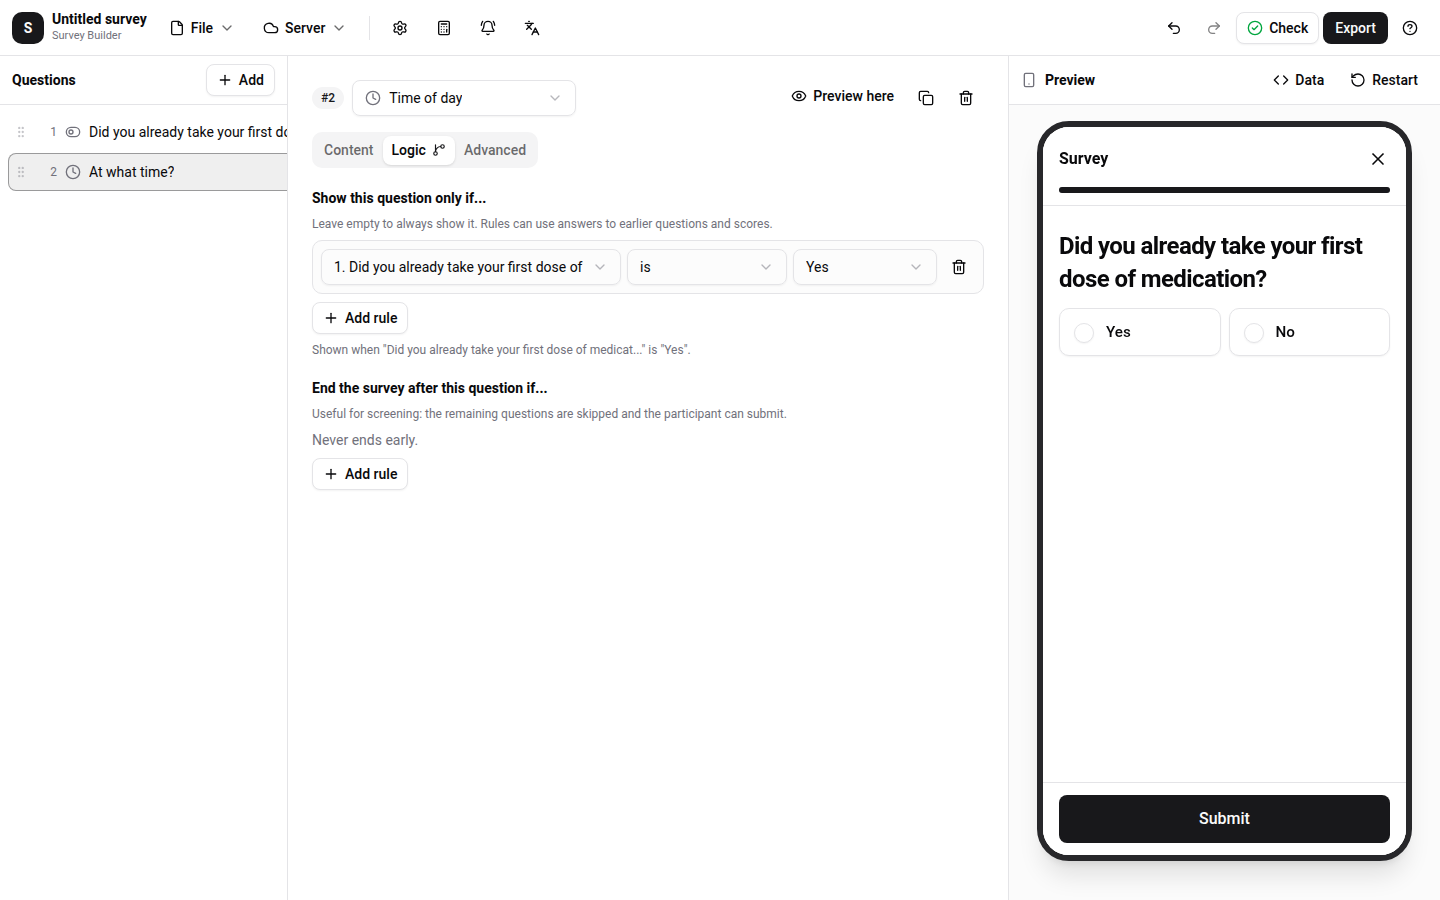 S
Untitled survey
Survey Builder
File
Server
Check
Export
Questions
Add
1 Did you already take your first do
2 At what time?
#2
Time of day
Preview here
Content
Logic
Advanced
Show this question only if...
Leave empty to always show it. Rules can use answers to earlier questions and scores.
1. Did you already take your first dose of
is
Yes
Add rule
Shown when "Did you already take your first dose of medicat..." is "Yes".
End the survey after this question if...
Useful for screening: the remaining questions are skipped and the participant can submit.
Never ends early.
Add rule
Preview
Data
Restart
Survey
Did you already take your first
dose of medication?
Yes
No
Submit